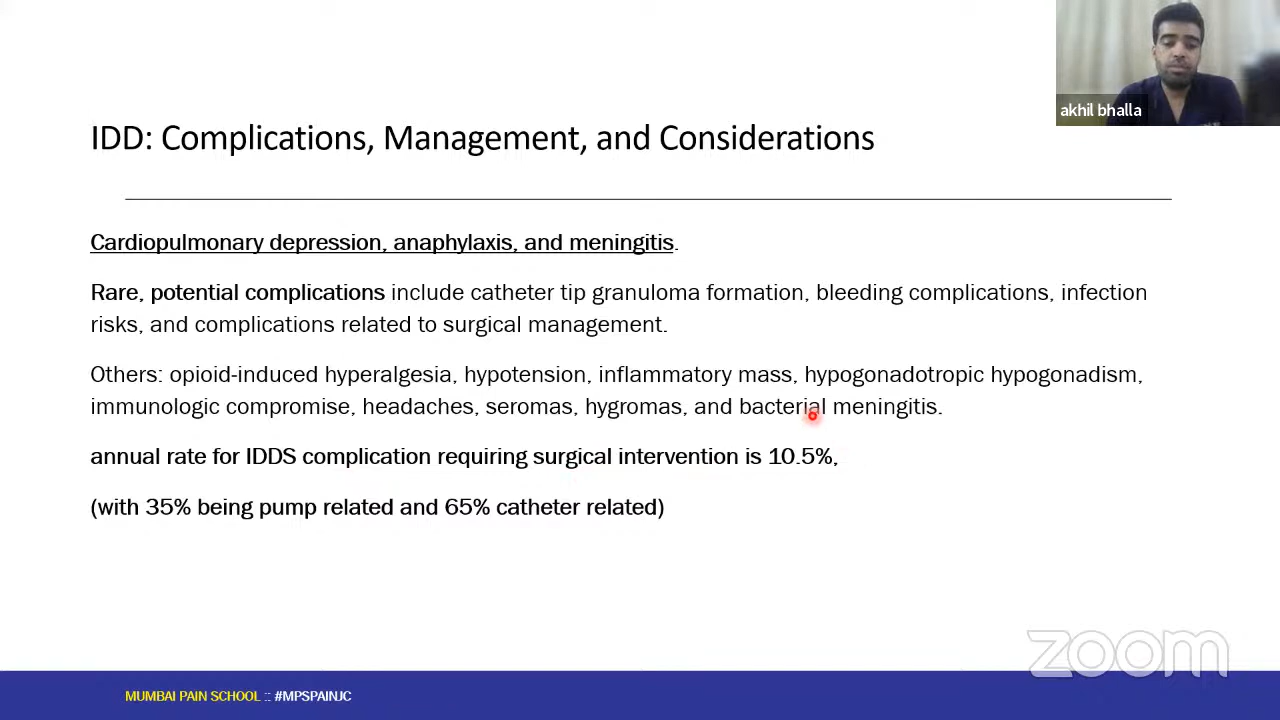 akhil bhalla
IDD: Complications, Management, and Considerations
Cardiopulmonary depression, anaphylaxis, and meningitis.
Rare, potential complications include catheter tip granuloma formation, bleeding complications, infection
risks, and complications related to surgical management.
Others: opioid-induced hyperalgesia, hypotension, inflammatory mass, hypogonadotropic hypogonadism,
immunologic compromise, headaches, seromas, hygromas, and bacterial meningitis.
annual rate for IDDS complication requiring surgical intervention is 10.5%,
(with 35% being pump related and 65% catheter related)
zoom
MUMBAI PAIN SCHOOL :: #MPSPAINJC